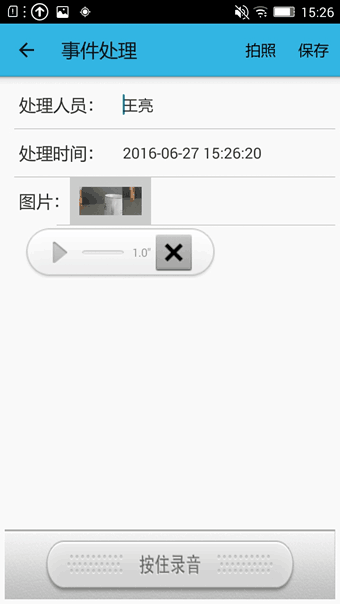 15:26
事件处理 拍照 保存
处理人员： 王亮
处理时间： 2016-06-27 15:26:20
图片：
1.0"
按住录音